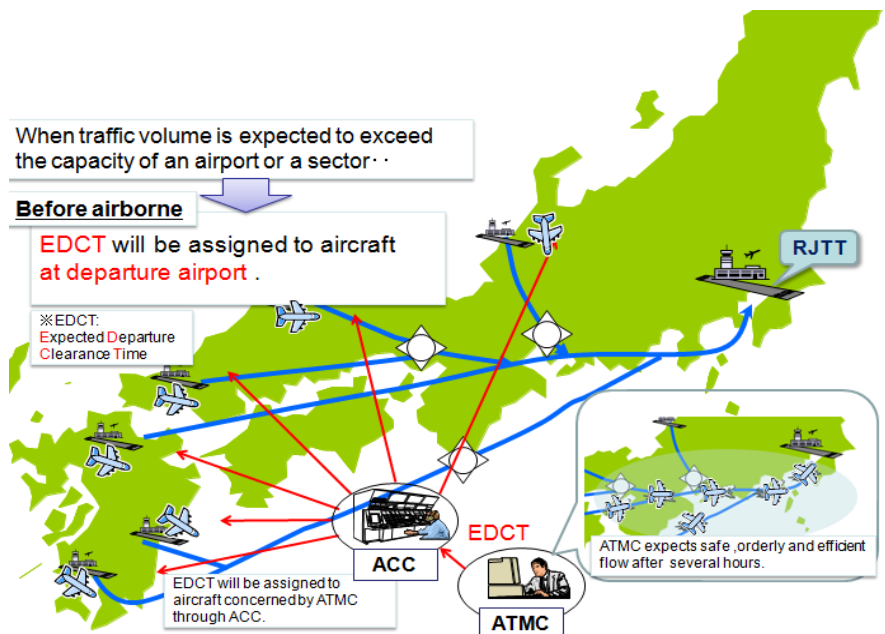 When traffic volume is expected to exceed
the capacity of an airport or a sector‥
Before airborne
EDCT will be assigned to aircraft
at departure airport .
※EDCT:
Expected Departure
Clearance Time
RJTT
EDCT
ACC
ATMC
EDCT will be assigned to
aircraft concerned by ATMC
through ACC.
ATMC expects safe ,orderly and efficient
flow after several hours.